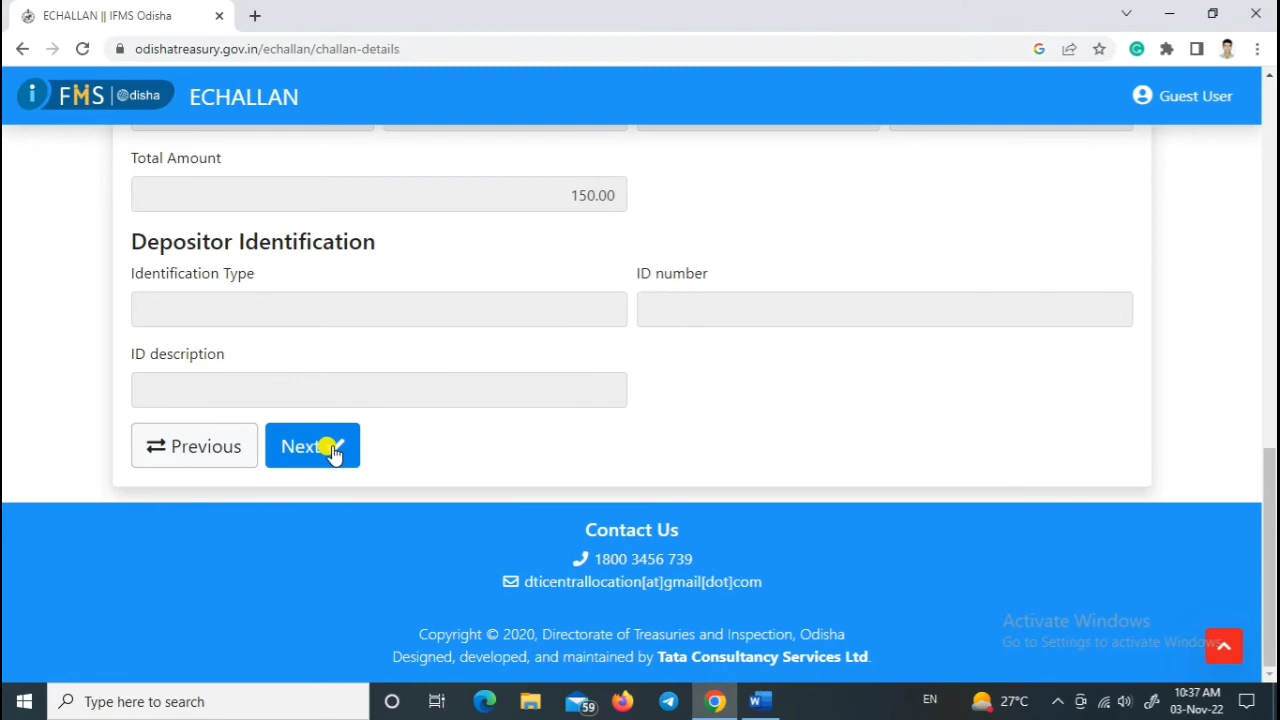 ECHALLAN || IFMS Odisha
odishatreasury.gov.in/echallan/challan-details
i FMS | @disha ECHALLAN
Guest User
Total Amount
150.00
Depositor Identification
Identification Type
ID number
ID description
Previous
Next
Contact Us
1800 3456 739
dticentrallocation[at]gmail[dot]com
Copyright © 2020, Directorate of Treasuries and Inspection, Odisha
Designed, developed, and maintained by Tata Consultancy Services Ltd.
Activate Windows
Go to Settings to activate Windows.
Type here to search
59
EN
27°C
10:37 AM
03-Nov-22